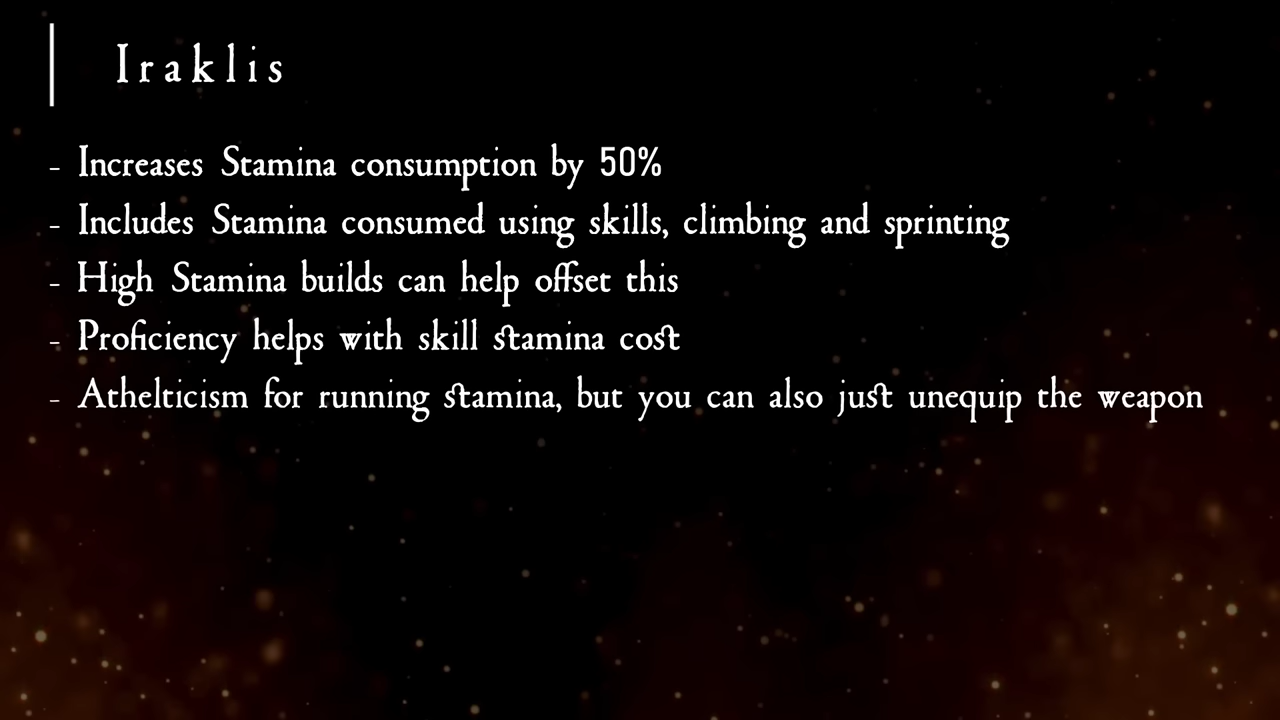 Iraklis
- Increases Stamina consumption by 50%
- Includes Stamina consumed using skills, climbing and sprinting
- High Stamina builds can help offset this
- Proficiency helps with skill stamina cost
- Athelticism for running stamina, but you can also just unequip the weapon